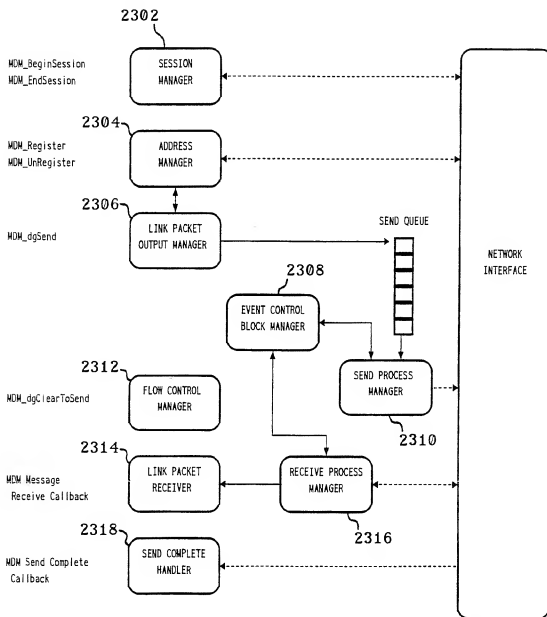 2302
MDM_BeginSession
MDM_EndSession
SESSION
MANAGER
2304
MDM_Register
MDM_UnRegister
ADDRESS
MANAGER
2306
MDM_dgSend
LINK PACKET
OUTPUT MANAGER
SEND QUEUE
NETWORK
INTERFACE
2308
EVENT CONTROL
BLOCK MANAGER
2312
MDM_dgClearToSend
FLOW CONTROL
MANAGER
SEND PROCESS
MANAGER
2310
2314
MDM Message
Receive Callback
LINK PACKET
RECEIVER
RECEIVE PROCESS
MANAGER
2316
2318
MDM Send Complete
Callback
SEND COMPLETE
HANDLER